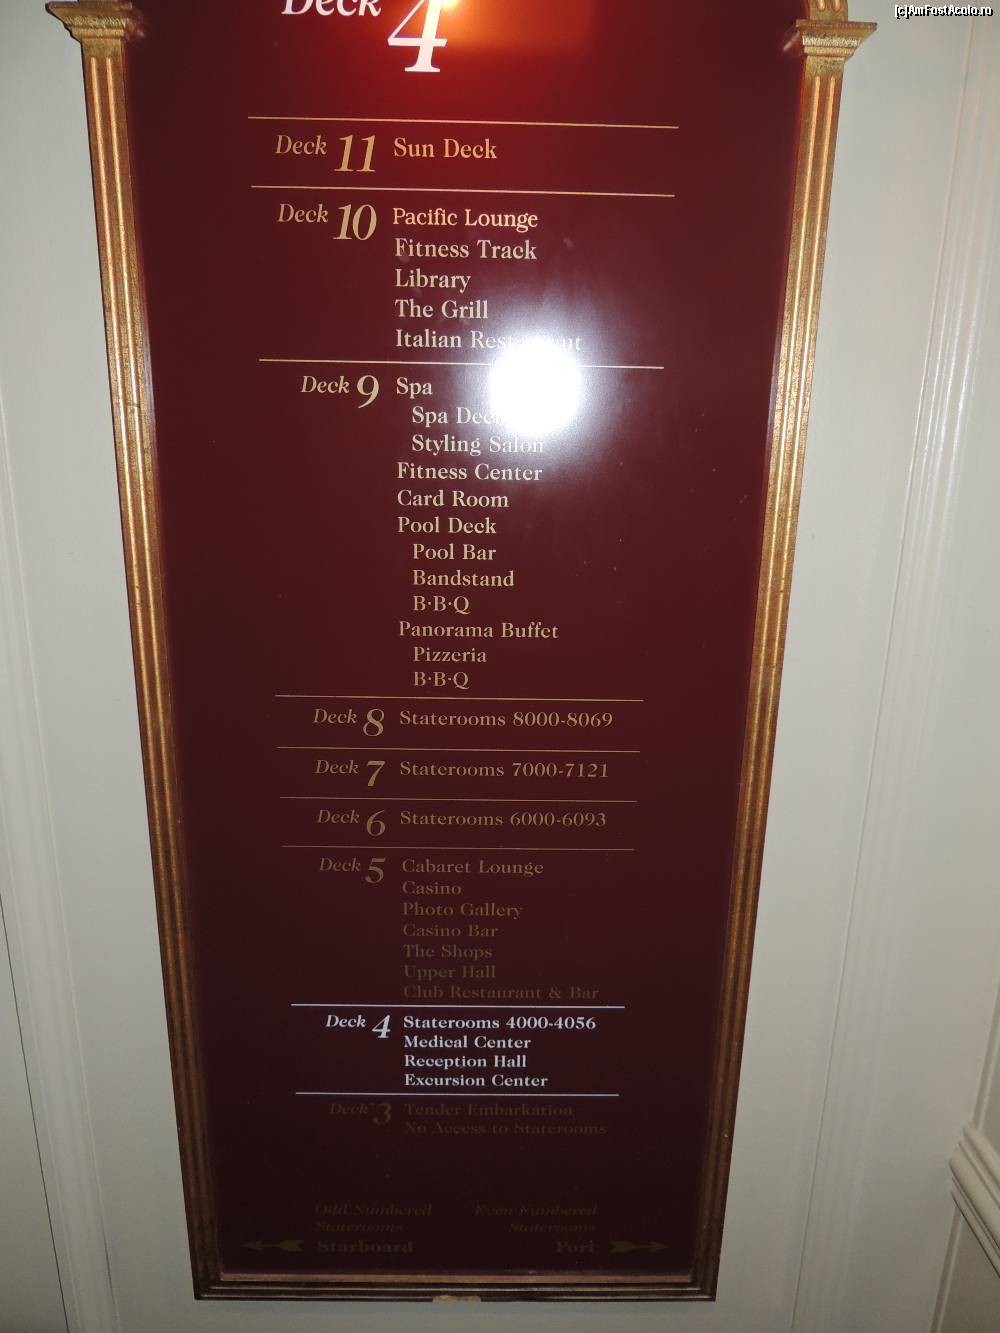 [c]AmFostAcolo.ro
Deck 4
Deck 11 Sun Deck
Deck 10 Pacific Lounge
Fitness Track
Library
The Grill
Italian Restaurant
Deck 9 Spa
Spa Deck
Styling Salon
Fitness Center
Card Room
Pool Deck
Pool Bar
Bandstand
B·B·Q
Panorama Buffet
Pizzeria
B·B·Q
Deck 8 Staterooms 8000-8069
Deck 7 Staterooms 7000-7121
Deck 6 Staterooms 6000-6093
Deck 5 Cabaret Lounge
Casino
Photo Gallery
Casino Bar
The Shops
Upper Hall
Club Restaurant & Bar
Deck 4 Staterooms 4000-4056
Medical Center
Reception Hall
Excursion Center
Deck 3 Tender Embarkation
No Access to Staterooms
Odd Numbered
Staterooms
Starboard
Even Numbered
Staterooms
Port